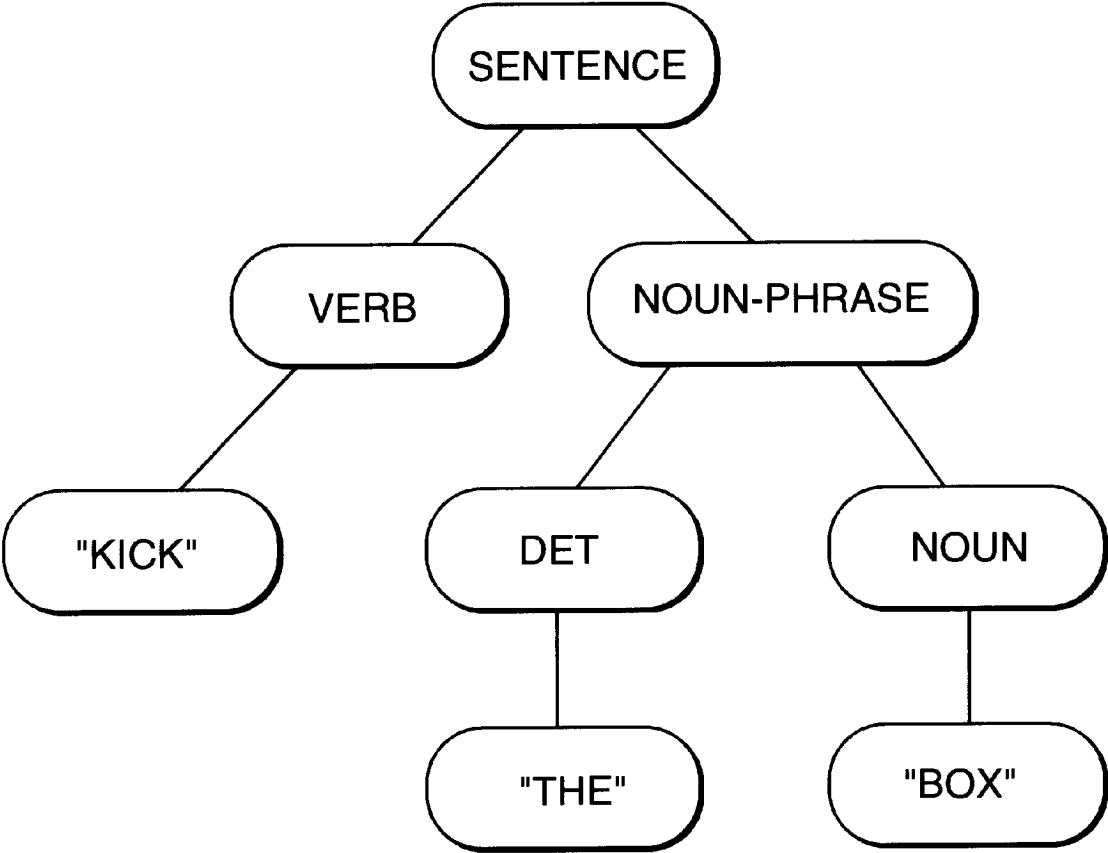 SENTENCE
VERB
NOUN-PHRASE
"KICK"
DET
NOUN
"THE"
"BOX"